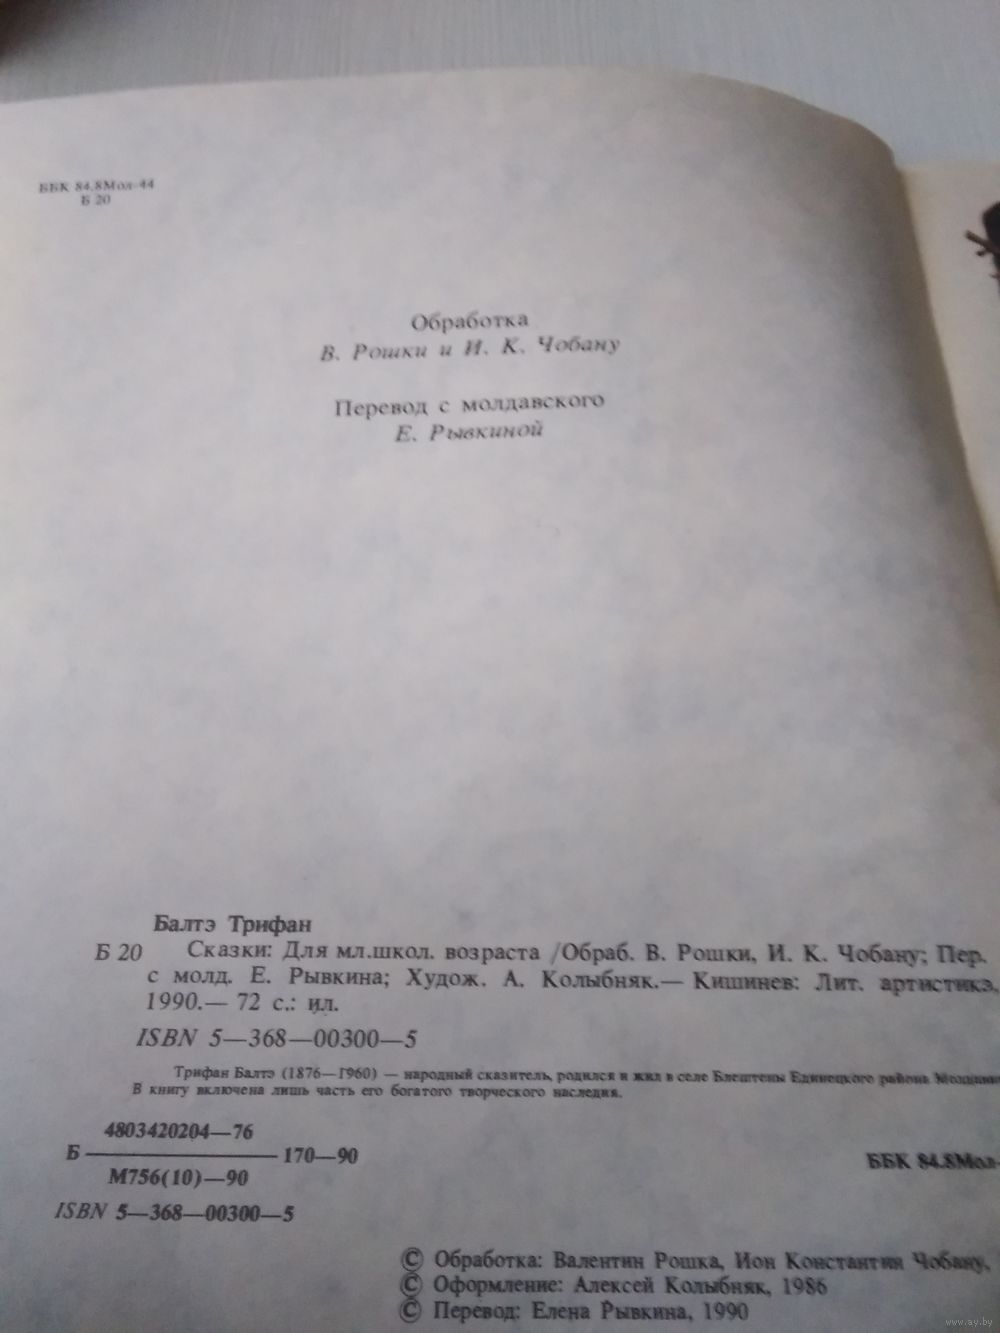 ББК 84.8Мол-44
Б 20
Обработка
В. Рошки и И. К. Чобану
Перевод с молдавского
Е. Рывкиной
Балтэ Трифан
Б 20 Сказки: Для мл.школ. возраста /Обраб. В. Рошки, И. К. Чобану; Пер.
с молд. Е. Рывкина; Худож. А. Колыбняк.— Кишинев: Лит. артистикэ,
1990.— 72 с.: ил.
ISBN 5—368—00300—5
Трифан Балтэ (1876—1960) — народный сказитель, родился и жил в селе Блештены Единецкого района
В книгу включена лишь часть его богатого творческого наследия.
4803420204—76
Б 170—90
М756(10)—90
ББК 84.8Мол-
ISBN 5—368—00300—5
© Обработка: Валентин Рошка, Ион Константин Чобану,
© Оформление: Алексей Колыбняк, 1986
© Перевод: Елена Рывкина, 1990
www.ay.by